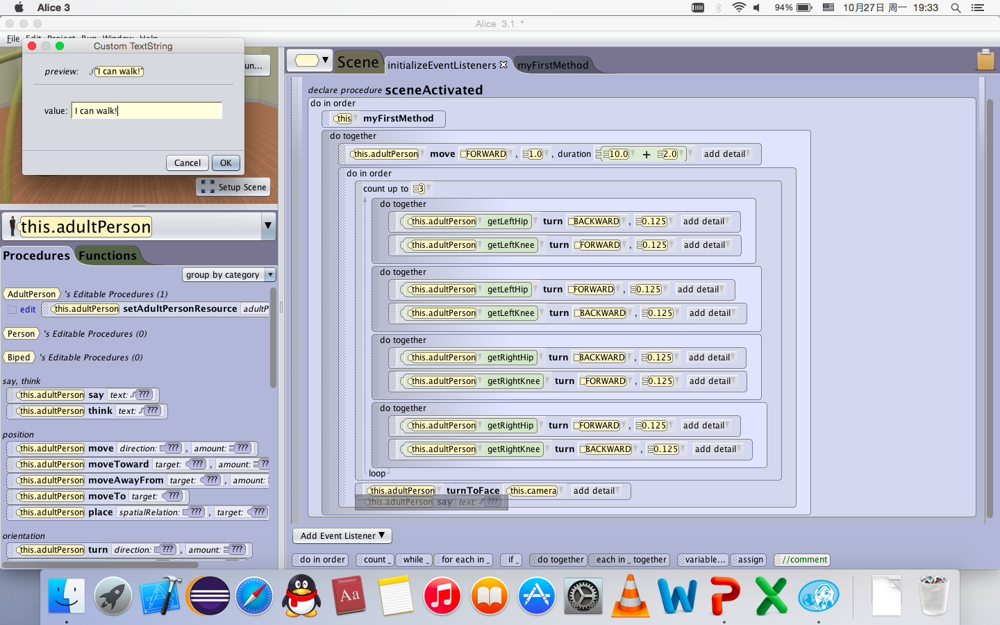 Alice 3
94%
10月27日 周一 19:33
Alice 3.1 *
File Edit Project Run Window Help
Custom TextString
preview: "I can walk!"
value: I can walk!
Cancel OK
un...
Setup Scene
this.adultPerson
Procedures Functions
group by category
AdultPerson 's Editable Procedures (1)
edit this.adultPerson setAdultPersonResource adultP
Person 's Editable Procedures (0)
Biped 's Editable Procedures (0)
say, think
this.adultPerson say text: ???
this.adultPerson think text: ???
position
this.adultPerson move direction: ???, amount: ???
this.adultPerson moveToward target: ???, amount: ??
this.adultPerson moveAwayFrom target: ???, amount:
this.adultPerson moveTo target: ???
this.adultPerson place spatialRelation: ???, target: ???
orientation
this.adultPerson turn direction: ???, amount: ???
Scene initializeEventListeners myFirstMethod
declare procedure sceneActivated
do in order
this myFirstMethod
do together
this.adultPerson move FORWARD, 1.0, duration 10.0 + 2.0 add detail
do in order
count up to 3
do together
this.adultPerson getLeftHip turn BACKWARD, 0.125 add detail
this.adultPerson getLeftKnee turn FORWARD, 0.125 add detail
do together
this.adultPerson getLeftHip turn FORWARD, 0.125 add detail
this.adultPerson getLeftKnee turn BACKWARD, 0.125 add detail
do together
this.adultPerson getRightHip turn BACKWARD, 0.125 add detail
this.adultPerson getRightKnee turn FORWARD, 0.125 add detail
do together
this.adultPerson getRightHip turn FORWARD, 0.125 add detail
this.adultPerson getRightKnee turn BACKWARD, 0.125 add detail
loop
this.adultPerson turnToFace this.camera add detail
this.adultPerson say text: ???
Add Event Listener
do in order count _ while _ for each in _ if _ do together each in _ together variable... assign //comment
Dictionary
Aa